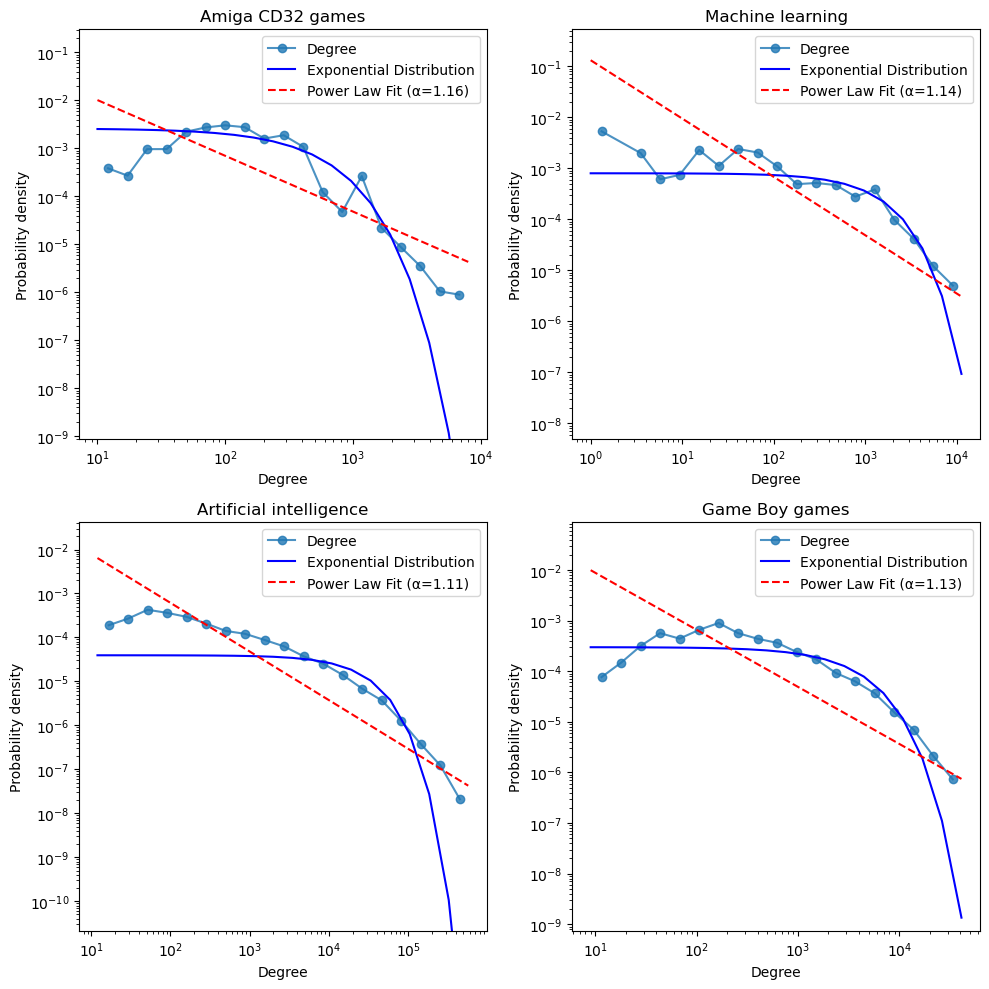 Amiga CD32 games
Degree
Exponential Distribution
Power Law Fit (α=1.16)
Probability density
10⁻¹
10⁻²
10⁻³
10⁻⁴
10⁻⁵
10⁻⁶
10⁻⁷
10⁻⁸
10⁻⁹
10¹ 10² 10³ 10⁴
Degree
Machine learning
Degree
Exponential Distribution
Power Law Fit (α=1.14)
Probability density
10⁻¹
10⁻²
10⁻³
10⁻⁴
10⁻⁵
10⁻⁶
10⁻⁷
10⁻⁸
10⁰ 10¹ 10² 10³ 10⁴
Degree
Artificial intelligence
Degree
Exponential Distribution
Power Law Fit (α=1.11)
Probability density
10⁻²
10⁻³
10⁻⁴
10⁻⁵
10⁻⁶
10⁻⁷
10⁻⁸
10⁻⁹
10⁻¹⁰
10¹ 10² 10³ 10⁴ 10⁵
Degree
Game Boy games
Degree
Exponential Distribution
Power Law Fit (α=1.13)
Probability density
10⁻²
10⁻³
10⁻⁴
10⁻⁵
10⁻⁶
10⁻⁷
10⁻⁸
10⁻⁹
10¹ 10² 10³ 10⁴
Degree